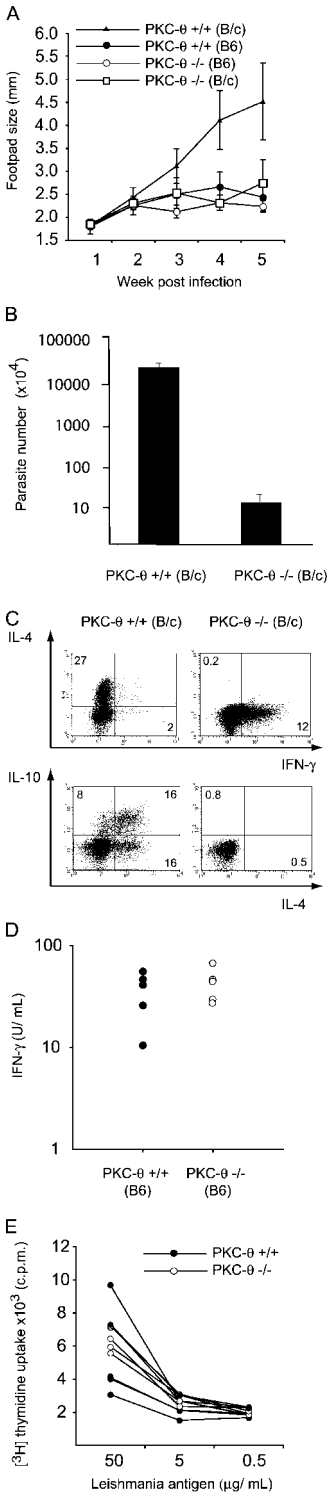 A
PKC-θ +/+ (B/c)
PKC-θ +/+ (B6)
PKC-θ -/- (B6)
PKC-θ -/- (B/c)
Footpad size (mm)
5.5
5.0
4.5
4.0
3.5
3.0
2.5
2.0
1.5
1 2 3 4 5
Week post infection
B
Parasite number (x10⁴)
100000
10000
1000
100
10
PKC-θ +/+ (B/c) PKC-θ -/- (B/c)
C
PKC-θ +/+ (B/c) PKC-θ -/- (B/c)
IL-4
27 0.2
2 12
IFN-γ
IL-10
8 16 0.8
16 0.5
IL-4
D
IFN-γ (U/ mL)
100
10
1
PKC-θ +/+ PKC-θ -/-
(B6) (B6)
E
[³H] thymidine uptake x10³ (c.p.m.)
12
10
8
6
4
2
PKC-θ +/+
PKC-θ -/-
50 5 0.5
Leishmania antigen (μg/ mL)